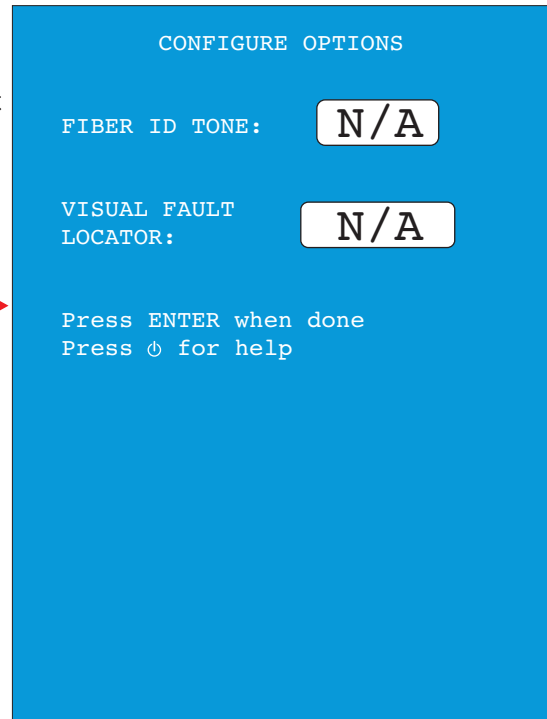 CONFIGURE OPTIONS
FIBER ID TONE: N/A
VISUAL FAULT
LOCATOR: N/A
Press ENTER when done
Press ⏻ for help